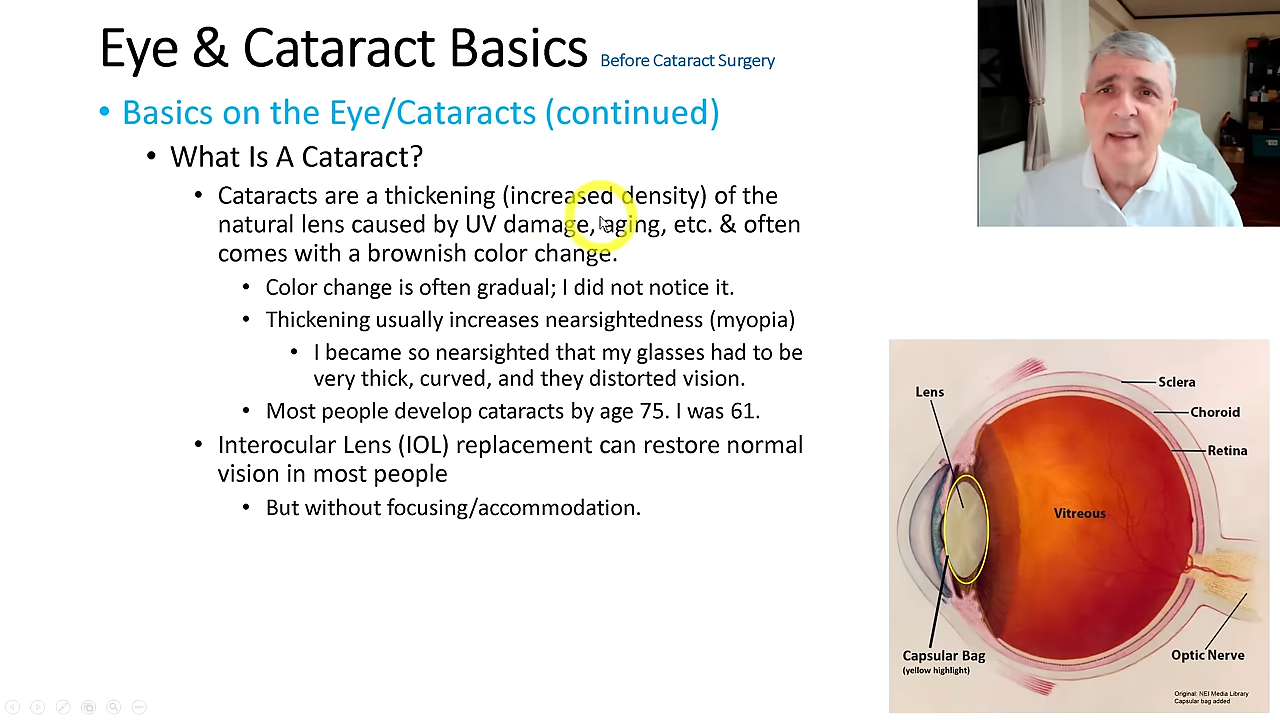 Eye & Cataract Basics Before Cataract Surgery
• Basics on the Eye/Cataracts (continued)
• What Is A Cataract?
• Cataracts are a thickening (increased density) of the
natural lens caused by UV damage, aging, etc. & often
comes with a brownish color change.
• Color change is often gradual; I did not notice it.
• Thickening usually increases nearsightedness (myopia)
• I became so nearsighted that my glasses had to be
very thick, curved, and they distorted vision.
• Most people develop cataracts by age 75. I was 61.
• Interocular Lens (IOL) replacement can restore normal
vision in most people
• But without focusing/accommodation.
Lens
Sclera
Choroid
Retina
Vitreous
Capsular Bag
(yellow highlight)
Optic Nerve
Original: NEI Media Library
Capsular bag added